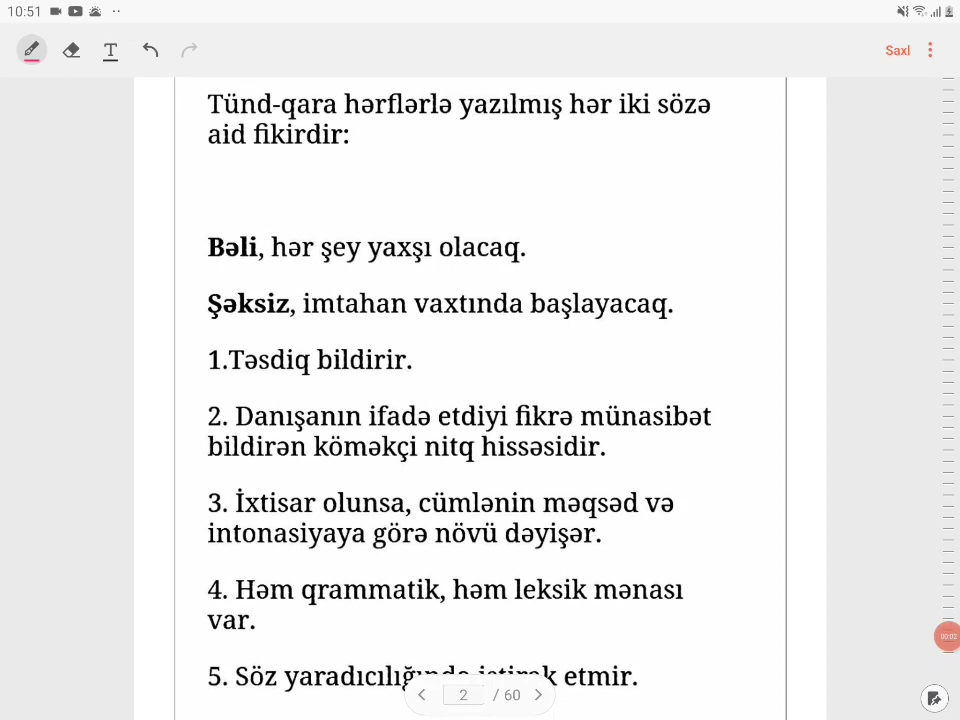 10:51
Saxl
Tünd-qara hərflərlə yazılmış hər iki sözə
aid fikirdir:
Bəli, hər şey yaxşı olacaq.
Şəksiz, imtahan vaxtında başlayacaq.
1.Təsdiq bildirir.
2. Danışanın ifadə etdiyi fikrə münasibət
bildirən köməkçi nitq hissəsidir.
3. İxtisar olunsa, cümlənin məqsəd və
intonasiyaya görə növü dəyişər.
4. Həm qrammatik, həm leksik mənası
var.
00:02
5. Söz yaradıcılığında iştirak etmir.
2 / 60